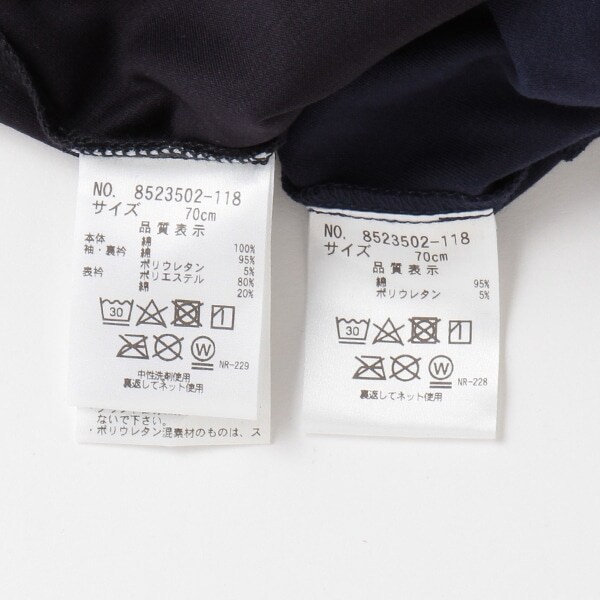 NO. 8523502-118
サイズ 70cm
品質表示
本体 綿 100%
袖・裏衿 綿 95%
ポリウレタン 5%
表衿 ポリエステル 80%
綿 20%
30
W
NR-229
中性洗剤使用
裏返してネット使用
ないで下さい。
・ポリウレタン混素材のものは、ス
NO. 8523502-118
サイズ 70cm
品質表示
綿 95%
ポリウレタン 5%
30
W
NR-228
裏返してネット使用